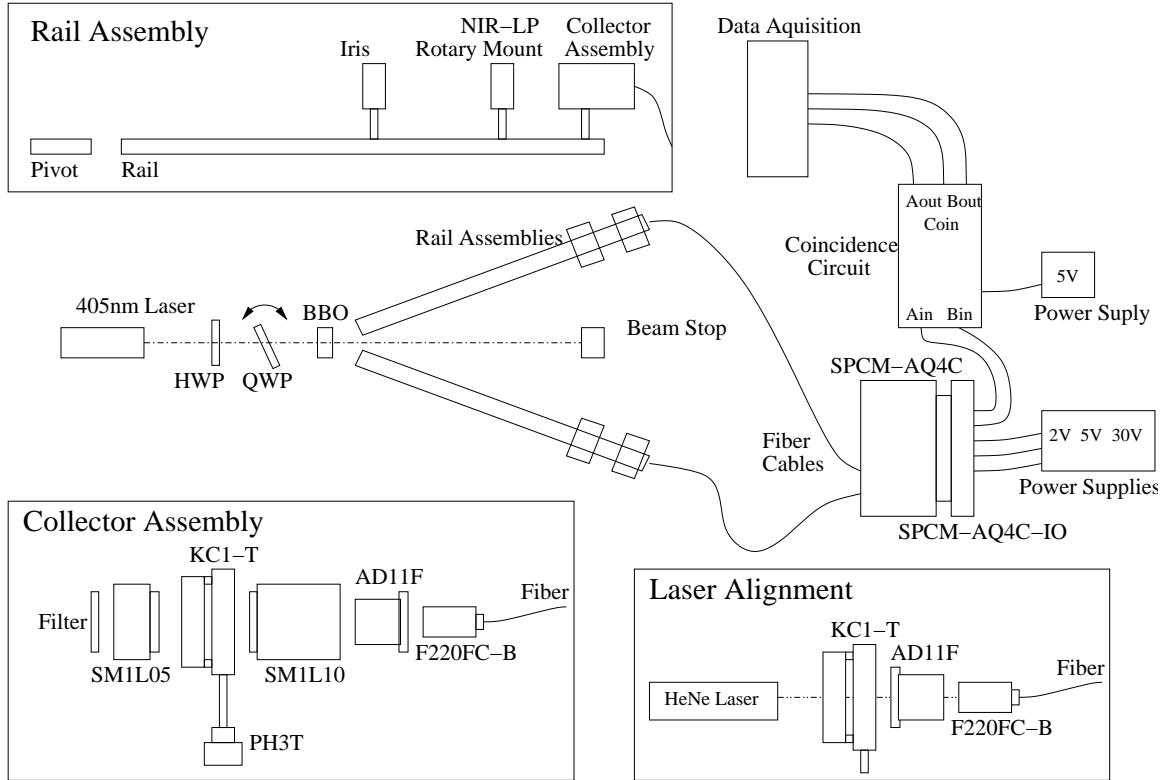 Rail Assembly
Iris
NIR−LP
Rotary Mount
Collector
Assembly
Pivot
Rail
Data Aquisition
Aout Bout
Coin
Coincidence
Circuit
5V
Power Suply
Ain Bin
Rail Assemblies
405nm Laser
BBO
HWP
QWP
Beam Stop
SPCM−AQ4C
Fiber
Cables
2V 5V 30V
Power Supplies
SPCM−AQ4C−IO
Collector Assembly
KC1−T
AD11F
Fiber
Filter
SM1L05
SM1L10
F220FC−B
PH3T
Laser Alignment
KC1−T
AD11F
Fiber
HeNe Laser
F220FC−B